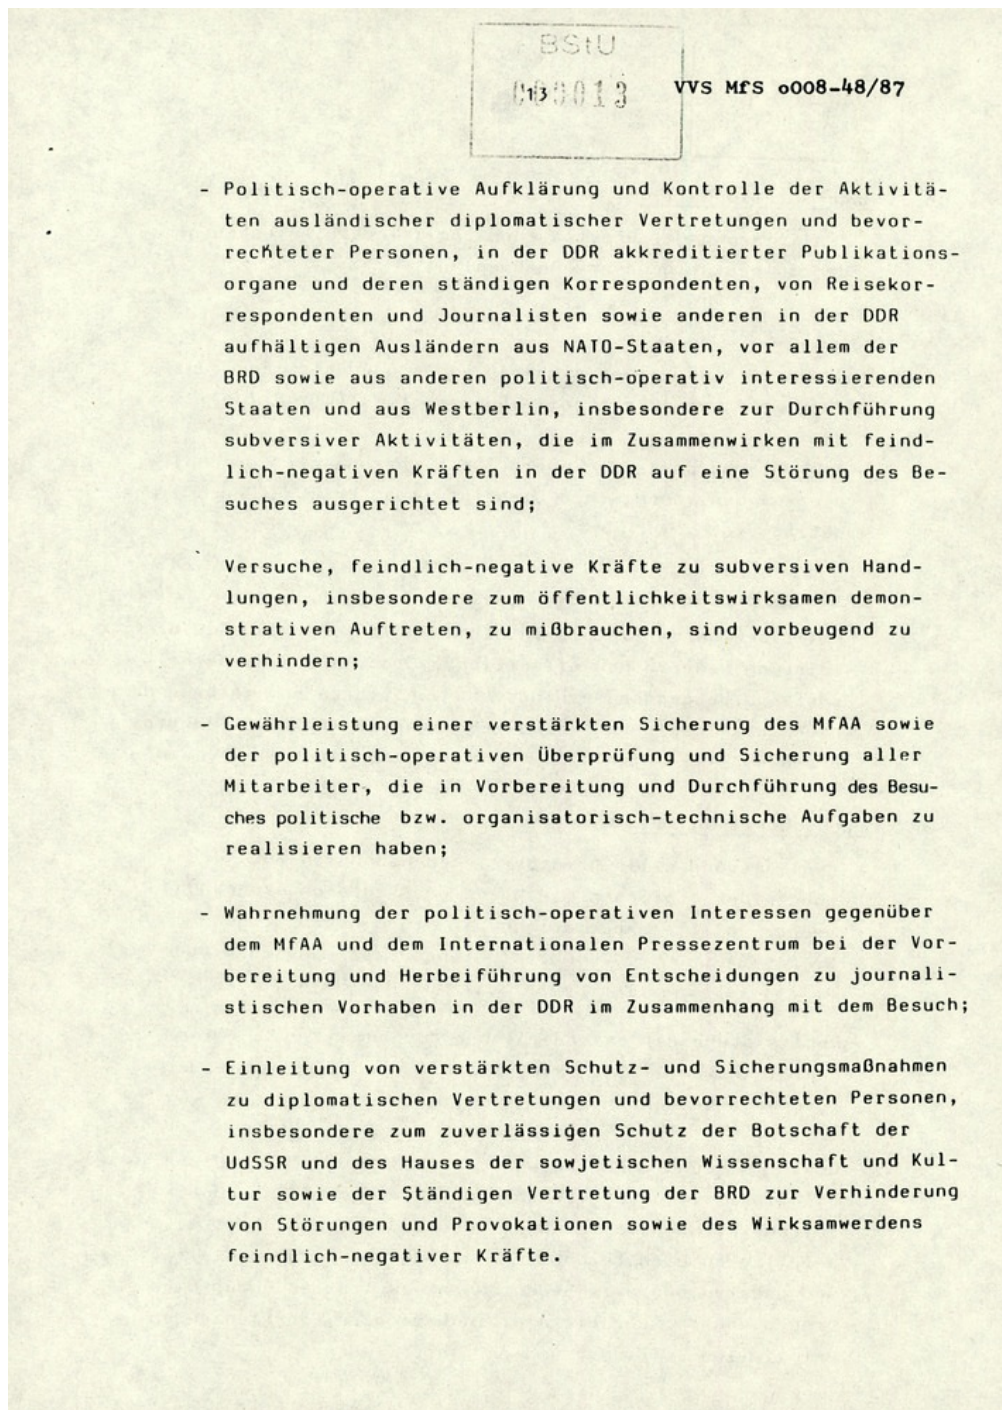 BStU
000013
13
VVS MfS o008-48/87
- Politisch-operative Aufklärung und Kontrolle der Aktivitä-
ten ausländischer diplomatischer Vertretungen und bevor-
rechteter Personen, in der DDR akkreditierter Publikations-
organe und deren ständigen Korrespondenten, von Reisekor-
respondenten und Journalisten sowie anderen in der DDR
aufhältigen Ausländern aus NATO-Staaten, vor allem der
BRD sowie aus anderen politisch-operativ interessierenden
Staaten und aus Westberlin, insbesondere zur Durchführung
subversiver Aktivitäten, die im Zusammenwirken mit feind-
lich-negativen Kräften in der DDR auf eine Störung des Be-
suches ausgerichtet sind;
Versuche, feindlich-negative Kräfte zu subversiven Hand-
lungen, insbesondere zum öffentlichkeitswirksamen demon-
strativen Auftreten, zu mißbrauchen, sind vorbeugend zu
verhindern;
- Gewährleistung einer verstärkten Sicherung des MfAA sowie
der politisch-operativen Überprüfung und Sicherung aller
Mitarbeiter, die in Vorbereitung und Durchführung des Besu-
ches politische bzw. organisatorisch-technische Aufgaben zu
realisieren haben;
- Wahrnehmung der politisch-operativen Interessen gegenüber
dem MfAA und dem Internationalen Pressezentrum bei der Vor-
bereitung und Herbeiführung von Entscheidungen zu journali-
stischen Vorhaben in der DDR im Zusammenhang mit dem Besuch;
- Einleitung von verstärkten Schutz- und Sicherungsmaßnahmen
zu diplomatischen Vertretungen und bevorrechteten Personen,
insbesondere zum zuverlässigen Schutz der Botschaft der
UdSSR und des Hauses der sowjetischen Wissenschaft und Kul-
tur sowie der Ständigen Vertretung der BRD zur Verhinderung
von Störungen und Provokationen sowie des Wirksamwerdens
feindlich-negativer Kräfte.